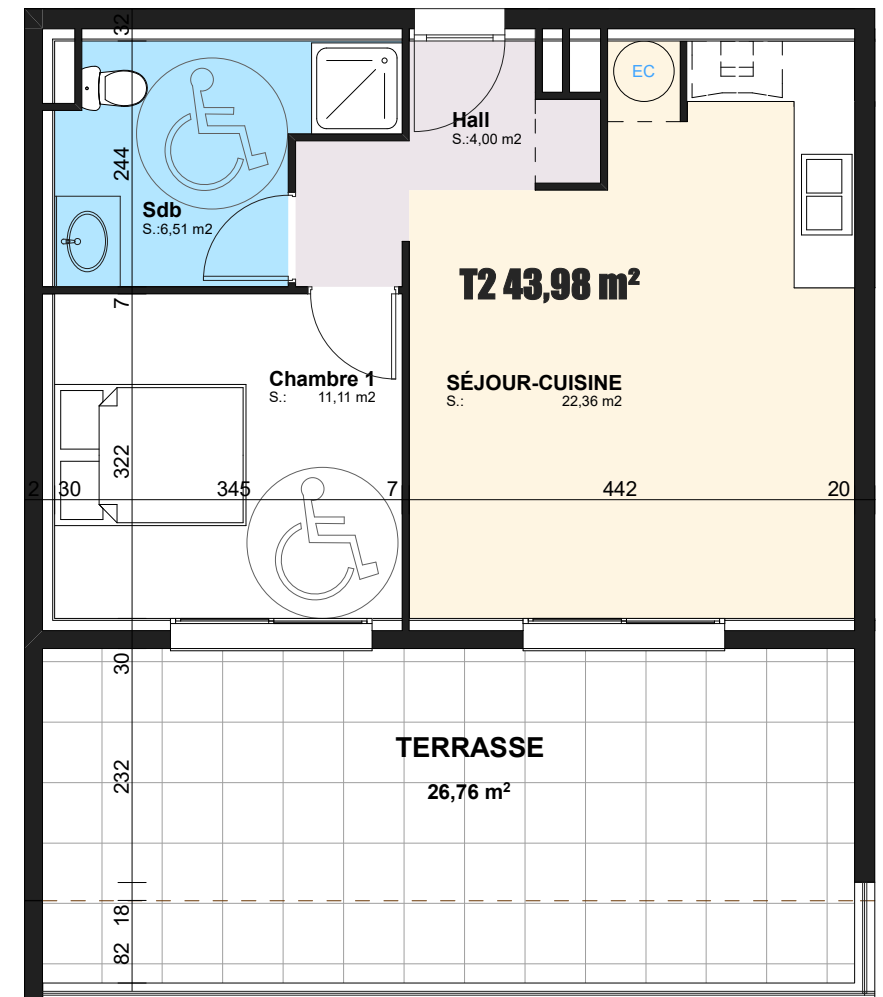 32
EC
Hall
S.:4,00 m2
244
Sdb
S.:6,51 m2
T2 43,98 m²
7
Chambre 1
S.: 11,11 m2
SÉJOUR-CUISINE
S.: 22,36 m2
322
2 30 345 7 442 20
30
TERRASSE
26,76 m²
232
18
82